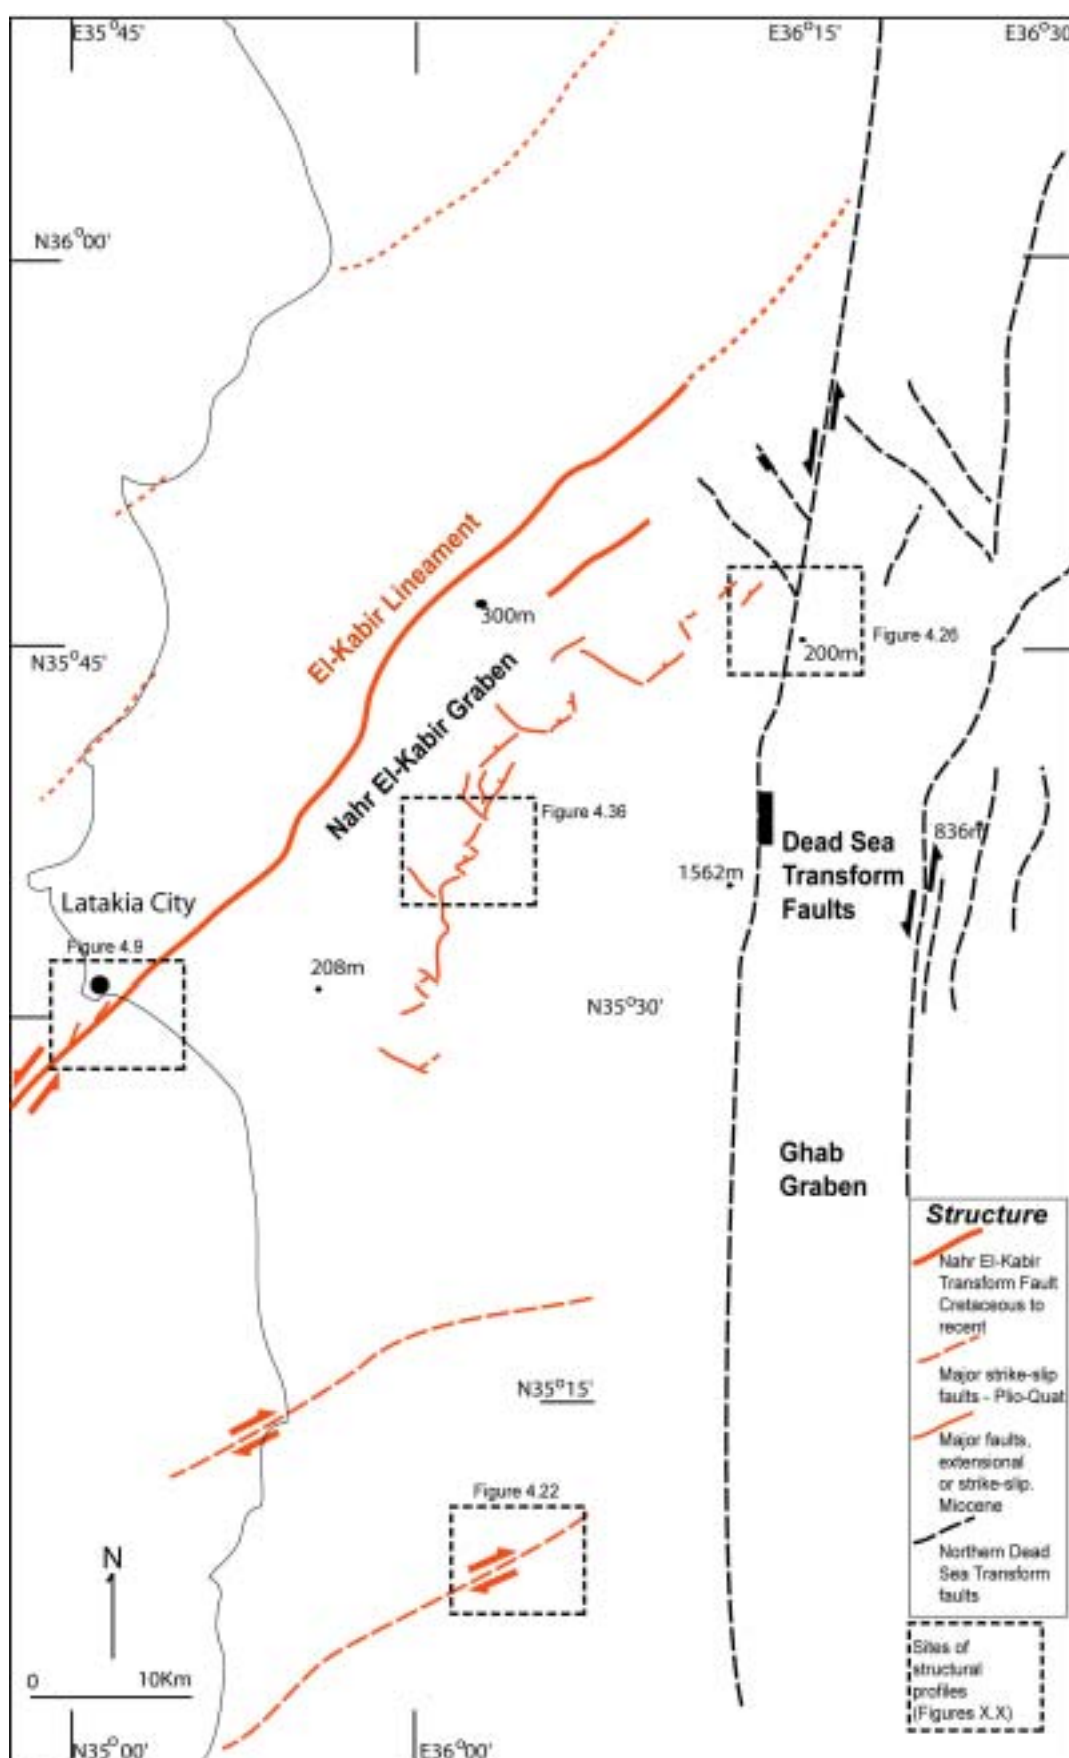 E35°45'
E36°15'
E36°30'
N36°00'
El-Kabir Lineament
300m
Nahr El-Kabir Graben
N35°45'
200m
Figure 4.26
Figure 4.36
Dead Sea
Transform
Faults
836m
1562m
Latakia City
Figure 4.9
208m
N35°30'
Ghab
Graben
Structure
Nahr El-Kabir
Transform Fault
Cretaceous to
recent
Major strike-slip
faults - Plio-Quat
Major faults,
extensional
or strike-slip.
Miocene
Northern Dead
Sea Transform
faults
Sites of
structural
profiles
(Figures X.X)
N35°15'
Figure 4.22
N
0 10Km
N35°00'
E36°00'